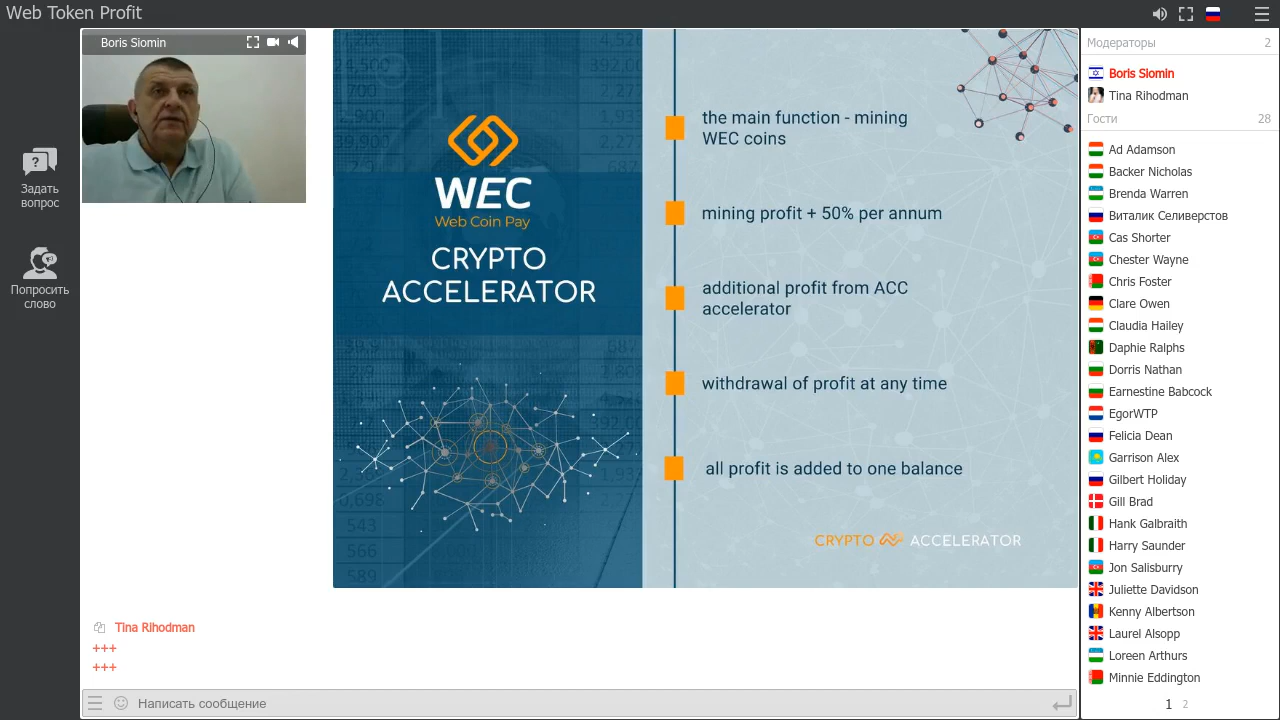 Web Token Profit
Boris Slomin
Задать
вопрос
Попросить
слово
WEC
Web Coin Pay
CRYPTO
ACCELERATOR
the main function - mining
WEC coins
mining profit + 50% per annum
additional profit from ACC
accelerator
withdrawal of profit at any time
all profit is added to one balance
CRYPTO ACCELERATOR
Tina Rihodman
+++
+++
Написать сообщение
Модераторы 2
Boris Slomin
Tina Rihodman
Гости 28
Ad Adamson
Backer Nicholas
Brenda Warren
Виталик Селиверстов
Cas Shorter
Chester Wayne
Chris Foster
Clare Owen
Claudia Hailey
Daphie Ralphs
Dorris Nathan
Earnestine Babcock
EgorWTP
Felicia Dean
Garrison Alex
Gilbert Holiday
Gill Brad
Hank Galbraith
Harry Saunder
Jon Salisburry
Juliette Davidson
Kenny Albertson
Laurel Alsopp
Loreen Arthurs
Minnie Eddington
1 2